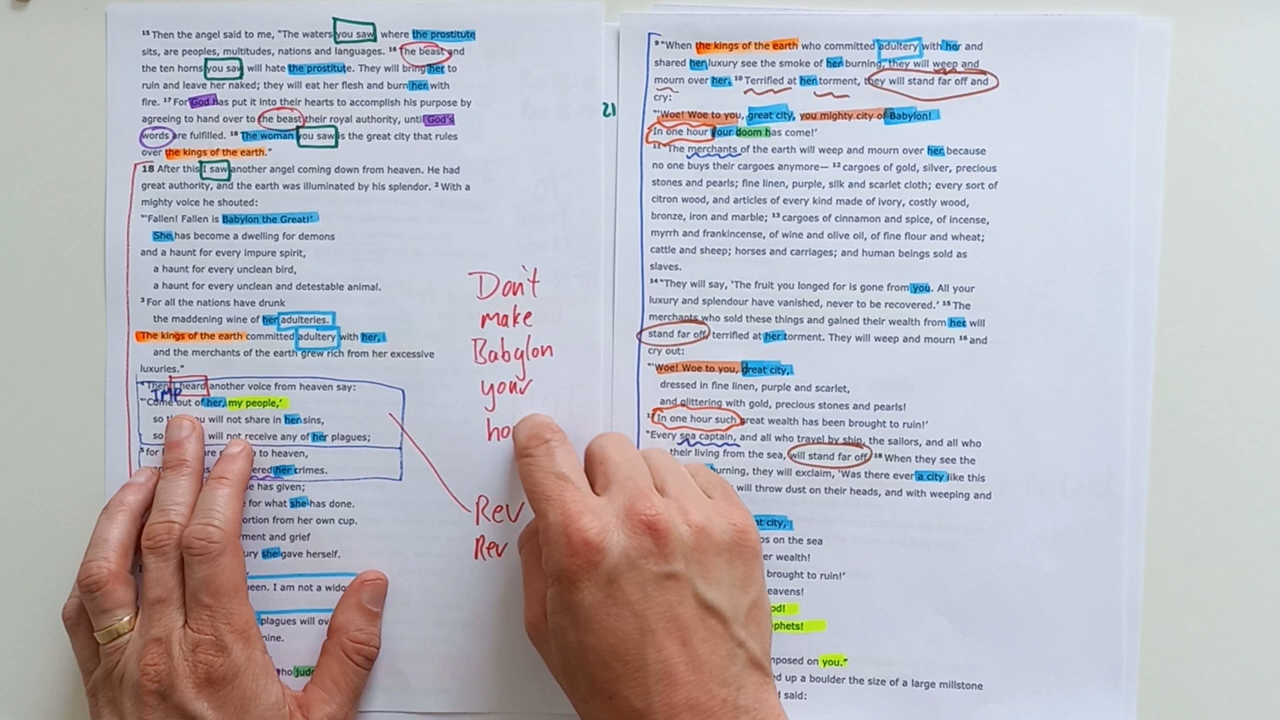 15 Then the angel said to me, "The waters you saw where the prostitute
sits, are peoples, multitudes, nations and languages. 16 The beast and
the ten horns you saw will hate the prostitute. They will bring her to
ruin and leave her naked; they will eat her flesh and burn her with
fire. 17 For God has put it into their hearts to accomplish his purpose by
agreeing to hand over to the beast their royal authority, until God's
words are fulfilled. 18 The woman you saw is the great city that rules
over the kings of the earth."
18 After this I saw another angel coming down from heaven. He had
great authority, and the earth was illuminated by his splendor. 2 With a
mighty voice he shouted:
"'Fallen! Fallen is Babylon the Great!'
She has become a dwelling for demons
and a haunt for every impure spirit,
a haunt for every unclean bird,
a haunt for every unclean and detestable animal.
3 For all the nations have drunk
the maddening wine of her adulteries.
The kings of the earth committed adultery with her,
and the merchants of the earth grew rich from her excessive
luxuries."
4 Then I heard another voice from heaven say:
IMP
"'Come out of her, my people,'
so you will not share in her sins,
so will not receive any of her plagues;
5 for to heaven,
her crimes.
has given;
for what she has done.
from her own cup.
and grief
she gave herself.
I am not a
plagues will
Don't
make
Babylon
your
Rev
Rev
21
9 "When the kings of the earth who committed adultery with her and
shared her luxury see the smoke of her burning, they will weep and
mourn over her. 10 Terrified at her torment, they will stand far off and
cry:
"'Woe! Woe to you, great city, you mighty city of Babylon!
In one hour your doom has come!'
11 "The merchants of the earth will weep and mourn over her because
no one buys their cargoes anymore— 12 cargoes of gold, silver, precious
stones and pearls; fine linen, purple, silk and scarlet cloth; every sort of
citron wood, and articles of every kind made of ivory, costly wood,
bronze, iron and marble; 13 cargoes of cinnamon and spice, of incense,
myrrh and frankincense, of wine and olive oil, of fine flour and wheat;
cattle and sheep; horses and carriages; and human beings sold as
slaves.
14 "They will say, 'The fruit you longed for is gone from you. All your
luxury and splendour have vanished, never to be recovered.' 15 The
merchants who sold these things and gained their wealth from her will
stand far off, terrified at her torment. They will weep and mourn 16 and
cry out:
"'Woe! Woe to you, great city,
dressed in fine linen, purple and scarlet,
and glittering with gold, precious stones and pearls!
17 In one hour such great wealth has been brought to ruin!'
"Every sea captain, and all who travel by ship, the sailors, and all who
their living from the sea, will stand far off. 18 When they see the
burning, they will exclaim, 'Was there ever a city like this
will throw dust on their heads, and with weeping and
city,
on the sea
wealth!
brought to ruin!'
on you."
up a boulder the size of a large millstone
said: